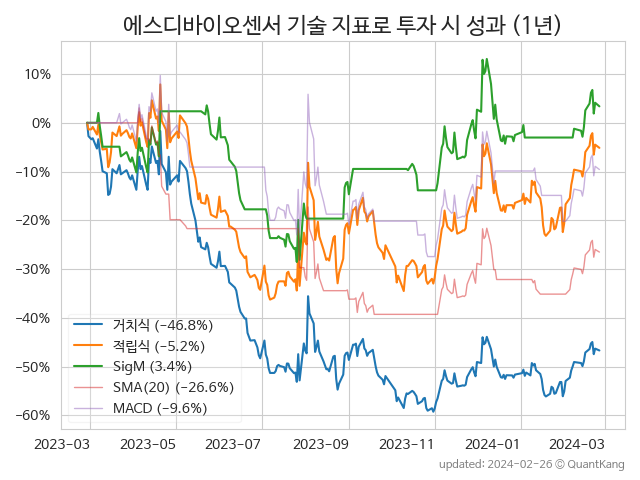 에스디바이오센서 기술 지표로 투자 시 성과 (1년)
10%
0%
−10%
−20%
−30%
−40%
−50%
−60%
거치식 (−46.8%)
적립식 (−5.2%)
SigM (3.4%)
SMA(20) (−26.6%)
MACD (−9.6%)
2023−03 2023−05 2023−07 2023−09 2023−11 2024−01 2024−03
updated: 2024−02−26 © QuantKang